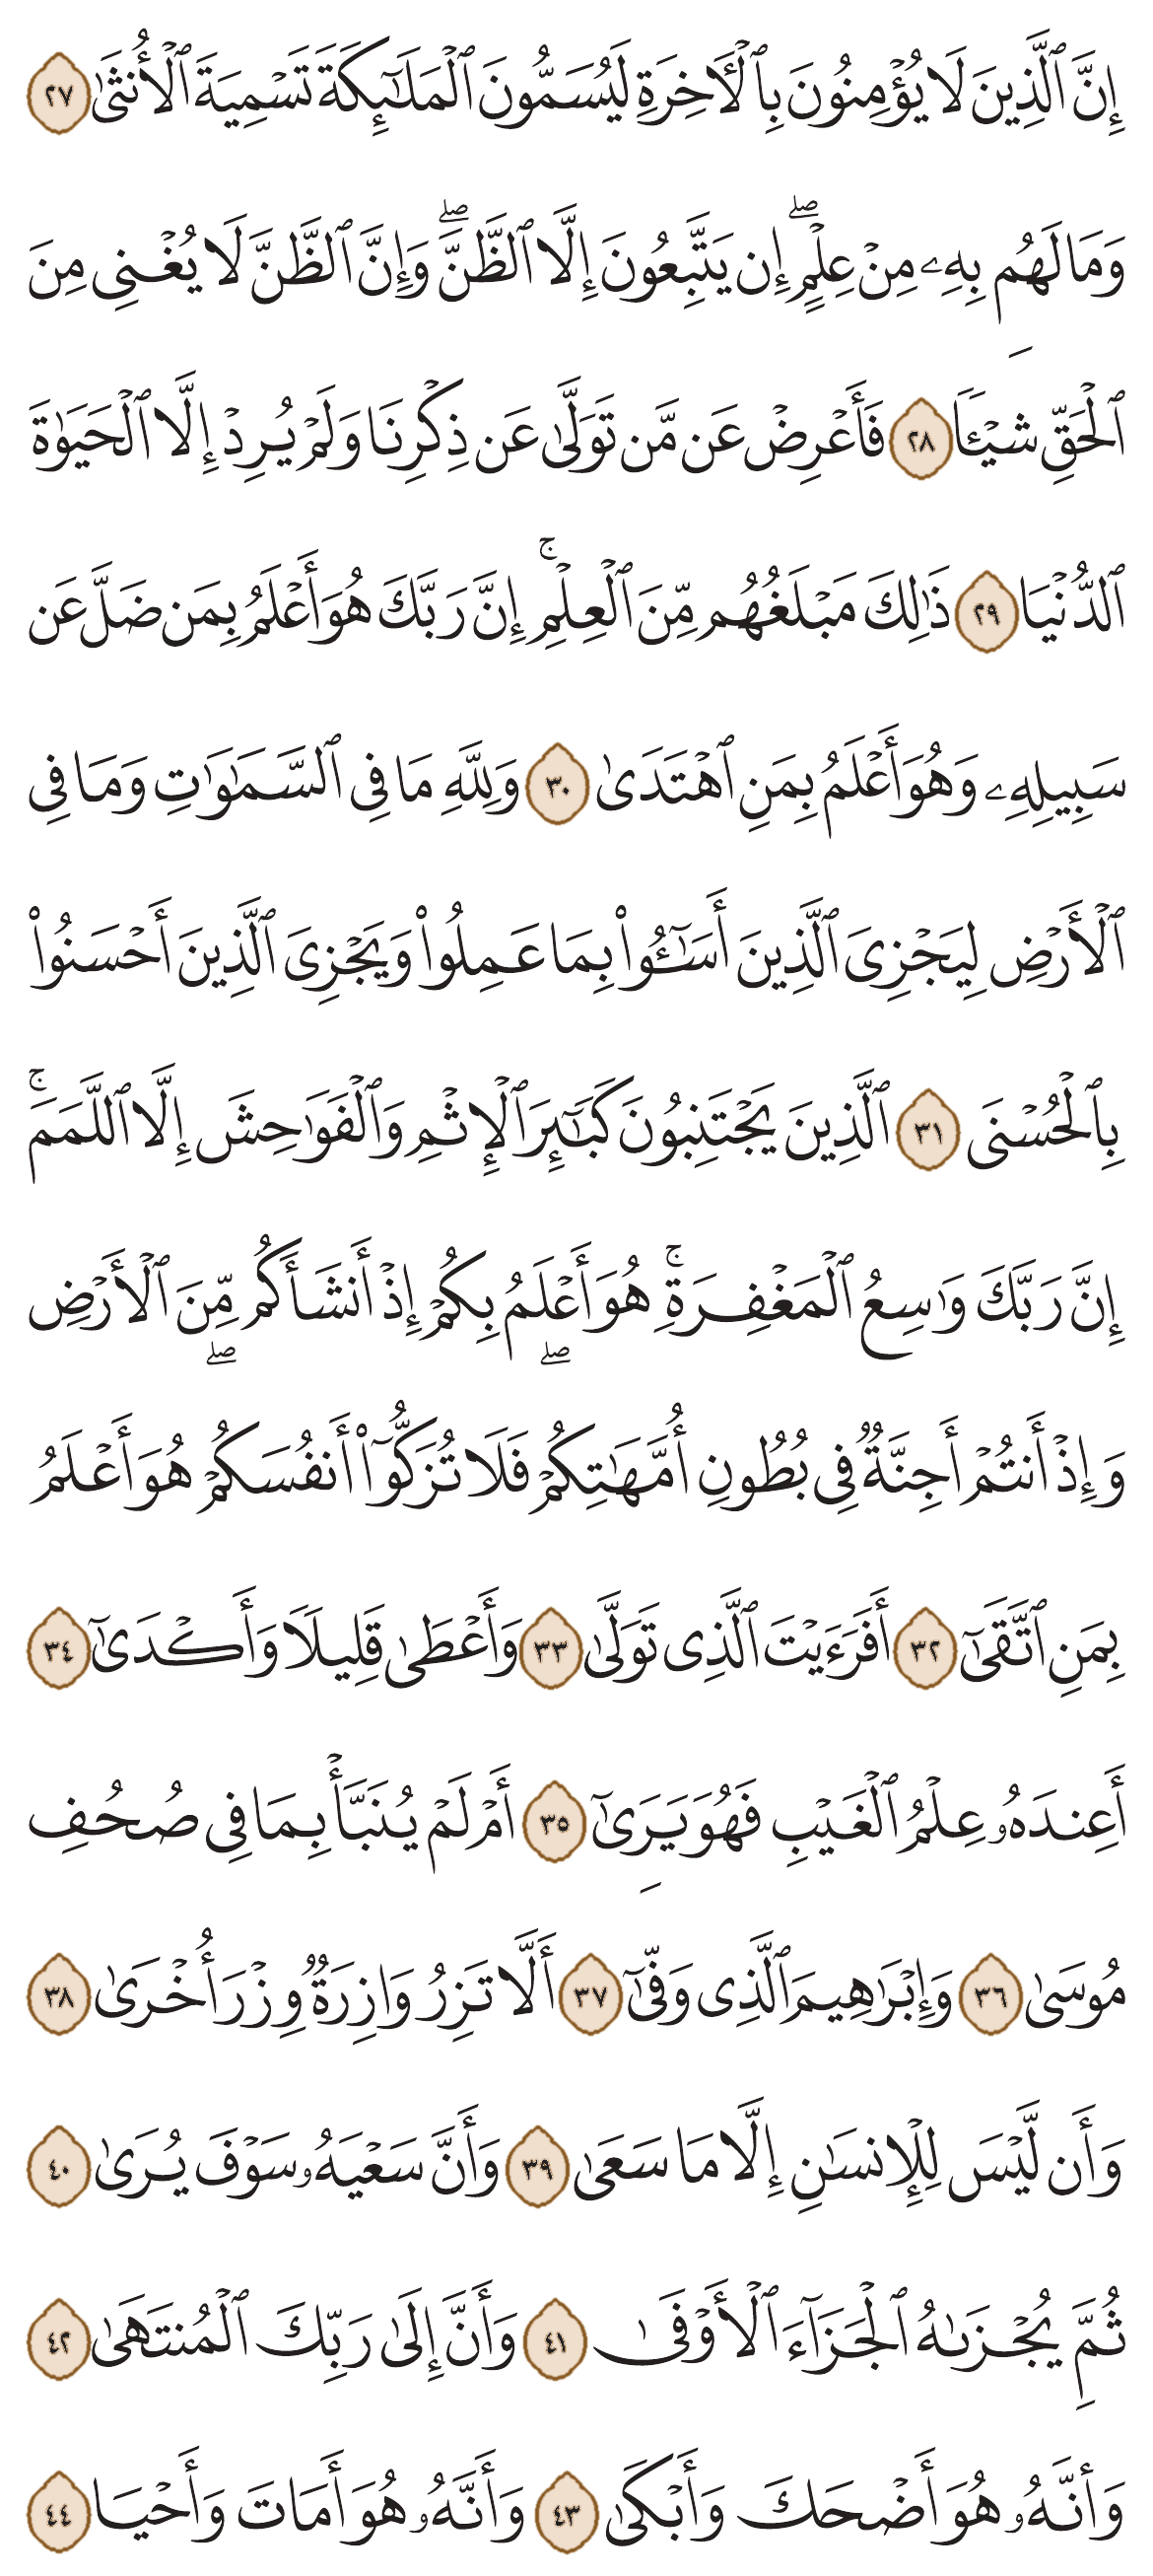 إِنَّ ٱلَّذِينَ لَا يُؤْمِنُونَ بِٱلْأَخِرَةِ لَيُسَمُّونَ ٱلْمَلَـٰٓئِكَةَ تَسْمِيَةَ ٱلْأُنثَىٰ ٢٧
وَمَا لَهُم بِهِۦ مِنْ عِلْمٍ ۖ إِن يَتَّبِعُونَ إِلَّا ٱلظَّنَّ ۖ وَإِنَّ ٱلظَّنَّ لَا يُغْنِى مِنَ
ٱلْحَقِّ شَيْـًٔا ٢٨ فَأَعْرِضْ عَن مَّن تَوَلَّىٰ عَن ذِكْرِنَا وَلَمْ يُرِدْ إِلَّا ٱلْحَيَوٰةَ
ٱلدُّنْيَا ٢٩ ذَٰلِكَ مَبْلَغُهُم مِّنَ ٱلْعِلْمِ ۚ إِنَّ رَبَّكَ هُوَ أَعْلَمُ بِمَن ضَلَّ عَن
سَبِيلِهِۦ وَهُوَ أَعْلَمُ بِمَنِ ٱهْتَدَىٰ ٣٠ وَلِلَّهِ مَا فِى ٱلسَّمَـٰوَٰتِ وَمَا فِى
ٱلْأَرْضِ لِيَجْزِىَ ٱلَّذِينَ أَسَـٰٓـُٔوا۟ بِمَا عَمِلُوا۟ وَيَجْزِىَ ٱلَّذِينَ أَحْسَنُوا۟
بِٱلْحُسْنَى ٣١ ٱلَّذِينَ يَجْتَنِبُونَ كَبَـٰٓئِرَ ٱلْإِثْمِ وَٱلْفَوَٰحِشَ إِلَّا ٱللَّمَمَ ۚ
إِنَّ رَبَّكَ وَٰسِعُ ٱلْمَغْفِرَةِ ۚ هُوَ أَعْلَمُ بِكُمْ إِذْ أَنشَأَكُم مِّنَ ٱلْأَرْضِ
وَإِذْ أَنتُمْ أَجِنَّةٌ فِى بُطُونِ أُمَّهَـٰتِكُمْ ۖ فَلَا تُزَكُّوٓا۟ أَنفُسَكُمْ ۖ هُوَ أَعْلَمُ
بِمَنِ ٱتَّقَىٰٓ ٣٢ أَفَرَءَيْتَ ٱلَّذِى تَوَلَّىٰ ٣٣ وَأَعْطَىٰ قَلِيلًا وَأَكْدَىٰٓ ٣٤
أَعِندَهُۥ عِلْمُ ٱلْغَيْبِ فَهُوَ يَرَىٰٓ ٣٥ أَمْ لَمْ يُنَبَّأْ بِمَا فِى صُحُفِ
مُوسَىٰ ٣٦ وَإِبْرَٰهِيمَ ٱلَّذِى وَفَّىٰٓ ٣٧ أَلَّا تَزِرُ وَازِرَةٌ وِزْرَ أُخْرَىٰ ٣٨
وَأَن لَّيْسَ لِلْإِنسَـٰنِ إِلَّا مَا سَعَىٰ ٣٩ وَأَنَّ سَعْيَهُۥ سَوْفَ يُرَىٰ ٤٠
ثُمَّ يُجْزَىٰهُ ٱلْجَزَآءَ ٱلْأَوْفَىٰ ٤١ وَأَنَّ إِلَىٰ رَبِّكَ ٱلْمُنتَهَىٰ ٤٢
وَأَنَّهُۥ هُوَ أَضْحَكَ وَأَبْكَىٰ ٤٣ وَأَنَّهُۥ هُوَ أَمَاتَ وَأَحْيَا ٤٤